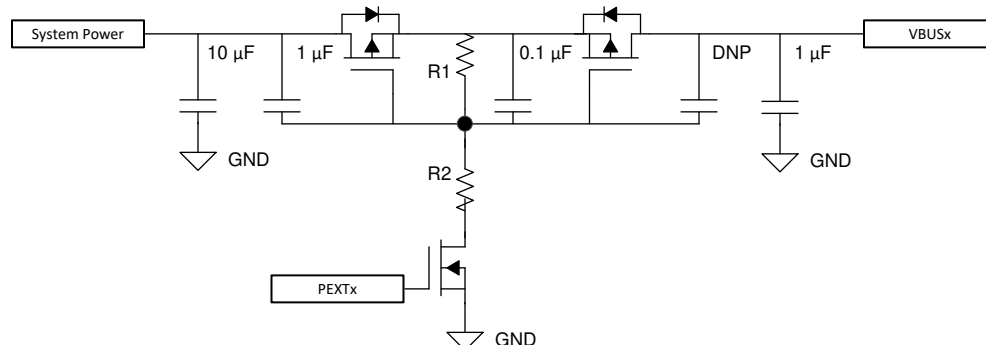 System Power
10 µF
1 µF
R1
0.1 µF
DNP
1 µF
VBUSx
GND
R2
GND
PEXTx
GND